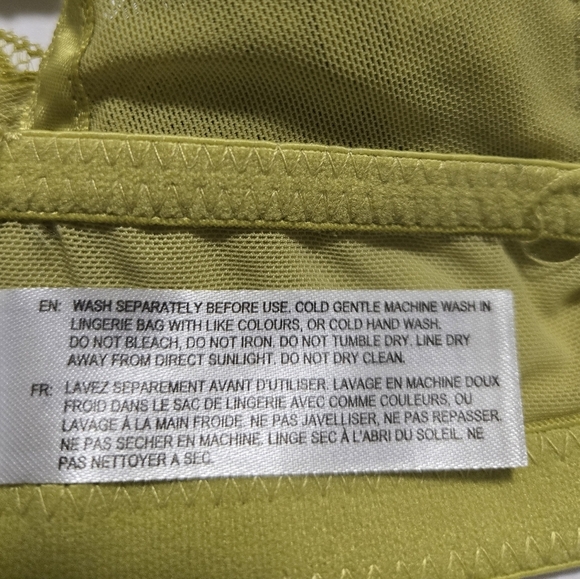 EN: WASH SEPARATELY BEFORE USE. COLD GENTLE MACHINE WASH IN
LINGERIE BAG WITH LIKE COLOURS, OR COLD HAND WASH.
DO NOT BLEACH, DO NOT IRON. DO NOT TUMBLE DRY. LINE DRY
AWAY FROM DIRECT SUNLIGHT. DO NOT DRY CLEAN.
FR: LAVEZ SEPAREMENT AVANT D'UTILISER. LAVAGE EN MACHINE DOUX
FROID DANS LE SAC DE LINGERIE AVEC COMME COULEURS, OU
LAVAGE À LA MAIN FROIDE. NE PAS JAVELLISER, NE PAS REPASSER.
NE PAS SECHER EN MACHINE. LINGE SEC À L'ABRI DU SOLEIL. NE
PAS NETTOYER A SEC.